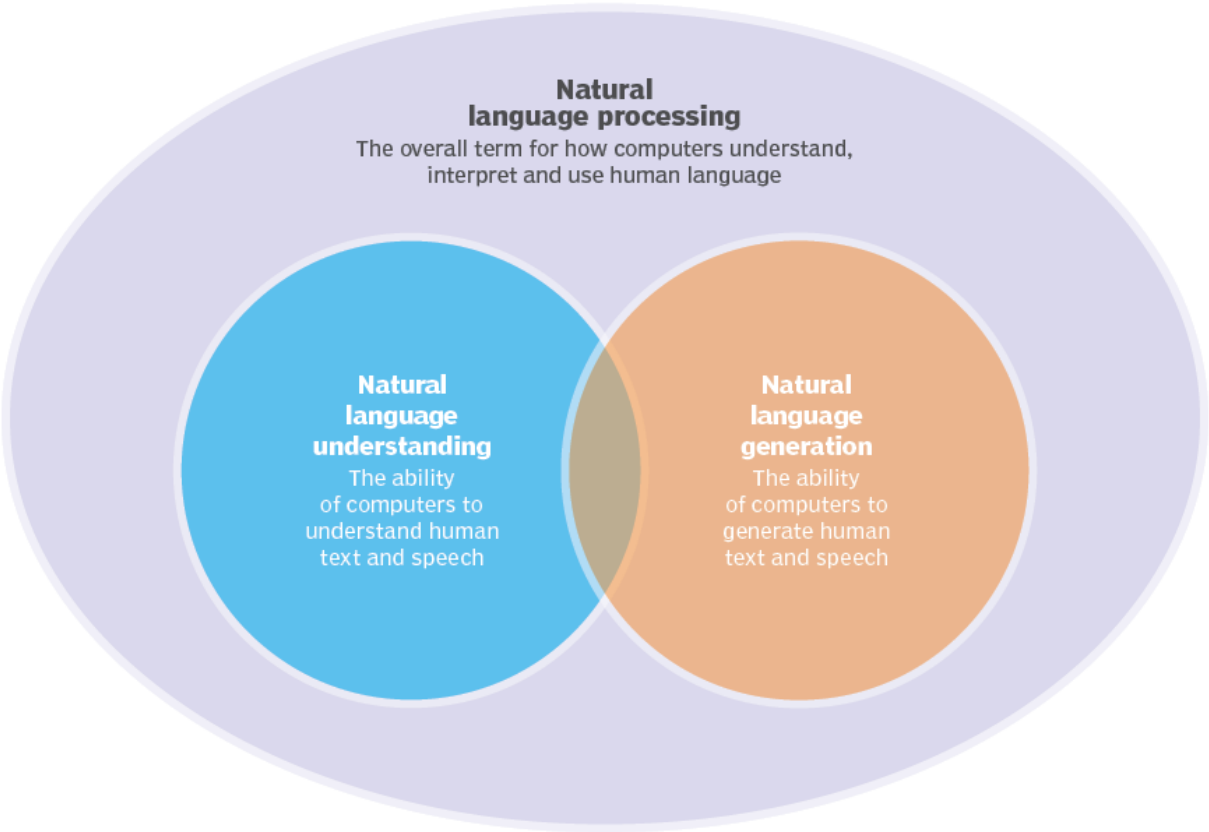 Natural
language processing
The overall term for how computers understand,
interpret and use human language
Natural
language
understanding
The ability
of computers to
understand human
text and speech
Natural
language
generation
The ability
of computers to
generate human
text and speech